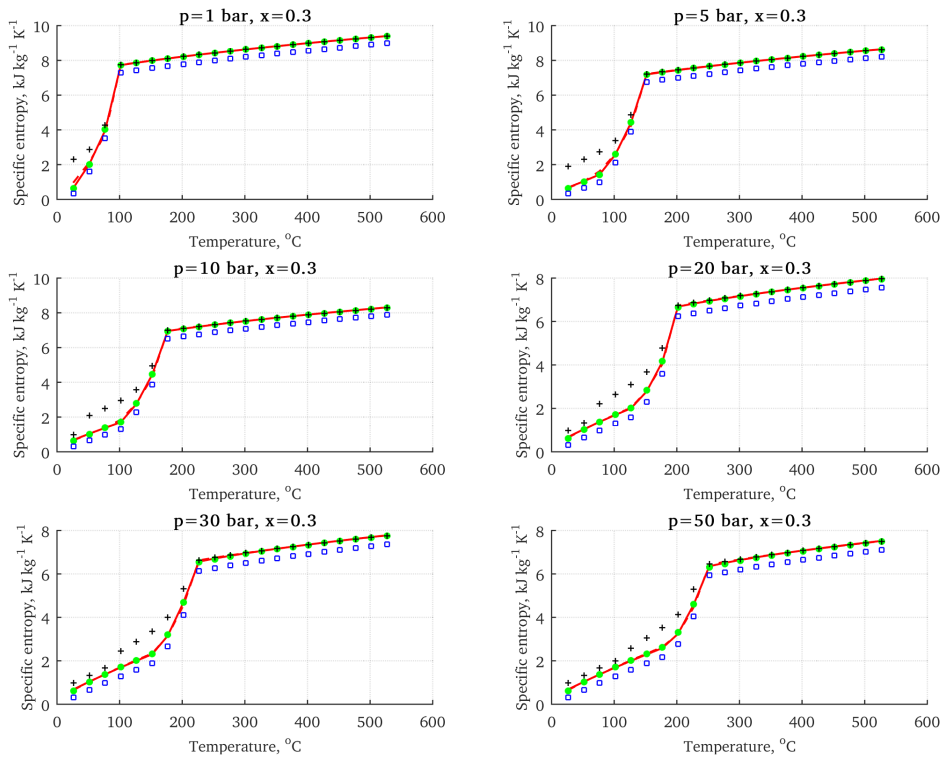 p=1 bar, x=0.3
Specific entropy, kJ kg⁻¹ K⁻¹
10
8
6
4
2
0
0 100 200 300 400 500 600
Temperature, °C
p=5 bar, x=0.3
Specific entropy, kJ kg⁻¹ K⁻¹
10
8
6
4
2
0
0 100 200 300 400 500 600
Temperature, °C
p=10 bar, x=0.3
Specific entropy, kJ kg⁻¹ K⁻¹
10
8
6
4
2
0
0 100 200 300 400 500 600
Temperature, °C
p=20 bar, x=0.3
Specific entropy, kJ kg⁻¹ K⁻¹
8
6
4
2
0
0 100 200 300 400 500 600
Temperature, °C
p=30 bar, x=0.3
Specific entropy, kJ kg⁻¹ K⁻¹
8
6
4
2
0
0 100 200 300 400 500 600
Temperature, °C
p=50 bar, x=0.3
Specific entropy, kJ kg⁻¹ K⁻¹
8
6
4
2
0
0 100 200 300 400 500 600
Temperature, °C